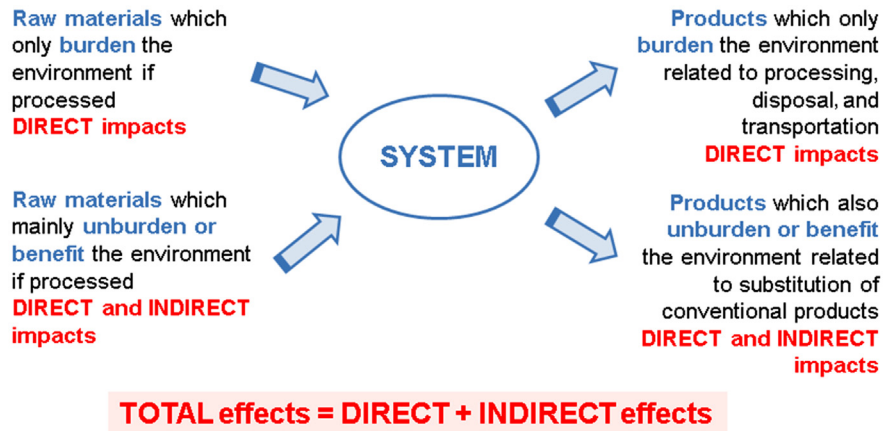 Raw materials which
only burden the
environment if
processed
DIRECT impacts
Raw materials which
mainly unburden or
benefit the environment
if processed
DIRECT and INDIRECT
impacts
SYSTEM
Products which only
burden the environment
related to processing,
disposal, and
transportation
DIRECT impacts
Products which also
unburden or benefit
the environment related
to substitution of
conventional products
DIRECT and INDIRECT
impacts
TOTAL effects = DIRECT + INDIRECT effects